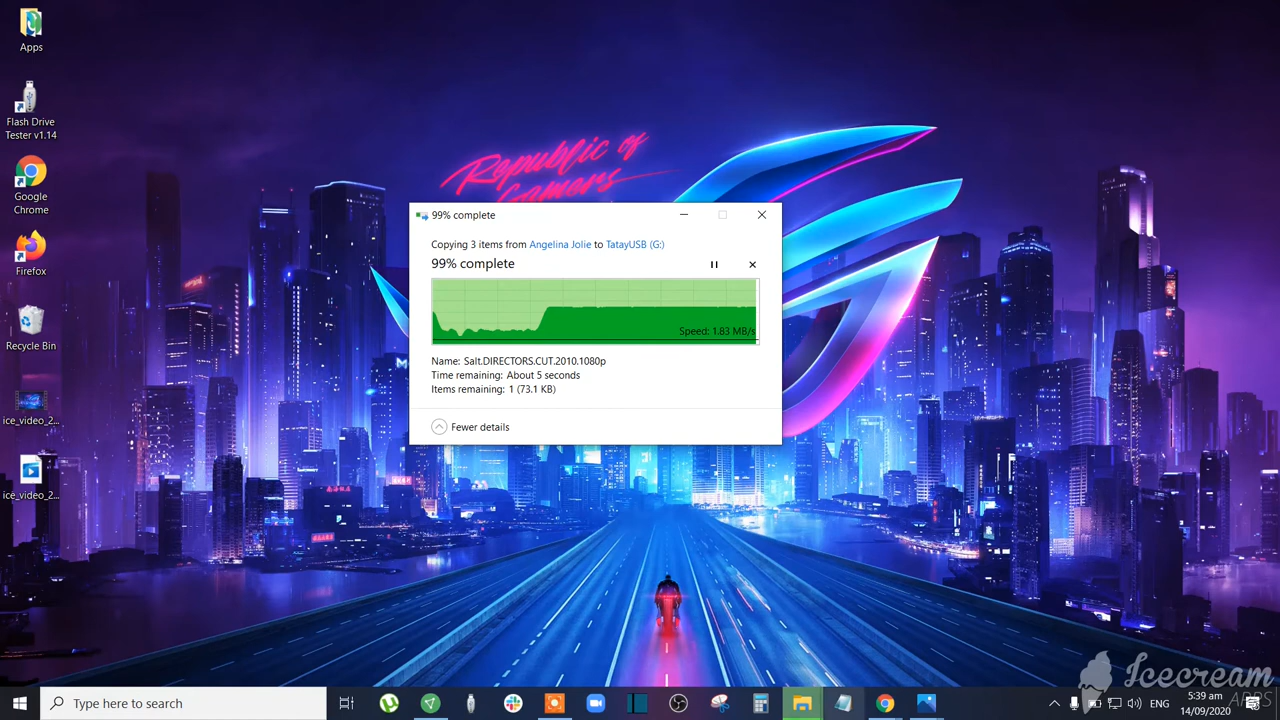 Apps
Flash Drive
Tester v1.14
Google
Chrome
Firefox
Recycle Bin
ice_video_2...
ice_video_2...
Republic of
Gamers
99% complete
Copying 3 items from Angelina Jolie to TatayUSB (G:)
99% complete
Speed: 1.83 MB/s
Name: Salt.DIRECTORS.CUT.2010.1080p
Time remaining: About 5 seconds
Items remaining: 1 (73.1 KB)
Fewer details
Icecream
APPS
Type here to search
ENG
5:39 am
14/09/2020